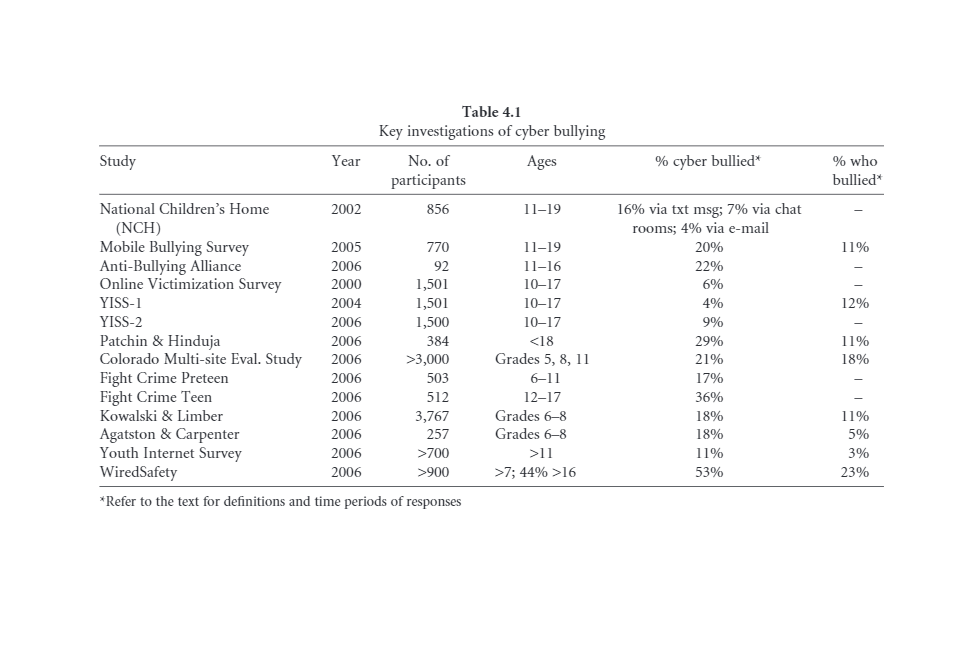 Table 4.1
Key investigations of cyber bullying
Study Year No. of Ages % cyber bullied* % who
participants bullied*
National Children’s Home 2002 856 11–19 16% via txt msg; 7% via chat –
(NCH) rooms; 4% via e-mail
Mobile Bullying Survey 2005 770 11–19 20% 11%
Anti-Bullying Alliance 2006 92 11–16 22% –
Online Victimization Survey 2000 1,501 10–17 6% –
YISS-1 2004 1,501 10–17 4% 12%
YISS-2 2006 1,500 10–17 9% –
Patchin & Hinduja 2006 384 <18 29% 11%
Colorado Multi-site Eval. Study 2006 >3,000 Grades 5, 8, 11 21% 18%
Fight Crime Preteen 2006 503 6–11 17% –
Fight Crime Teen 2006 512 12–17 36% –
Kowalski & Limber 2006 3,767 Grades 6–8 18% 11%
Agatston & Carpenter 2006 257 Grades 6–8 18% 5%
Youth Internet Survey 2006 >700 >11 11% 3%
WiredSafety 2006 >900 >7; 44% >16 53% 23%
*Refer to the text for definitions and time periods of responses